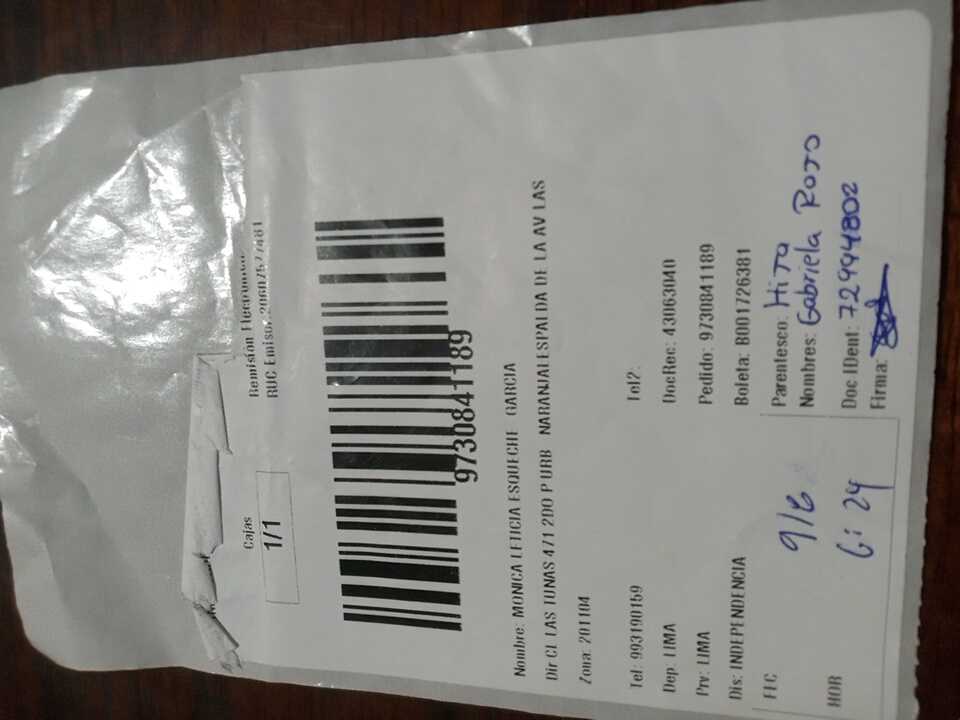 Cajas
1/1
Remisión Electrónica
RUC Emisor 20607577481
9730841189
Nombre: MONICA LETICIA ESQUECHE GARCIA
Dir CL LAS TUNAS 471 2DO P URB NARANJAL ESPALDA DE LA AV LAS
Zona: 201104
Tel: 993190159 Tel2:
Dep: LIMA DocRec: 43063040
Prv: LIMA Pedido: 9730841189
Dis: INDEPENDENCIA Boleta: B001726381
FEC 9/6 Parentesco: Hija
Nombres: Gabriela Rojo
HOR 6:24 Doc IDent: 72994802
Firma: